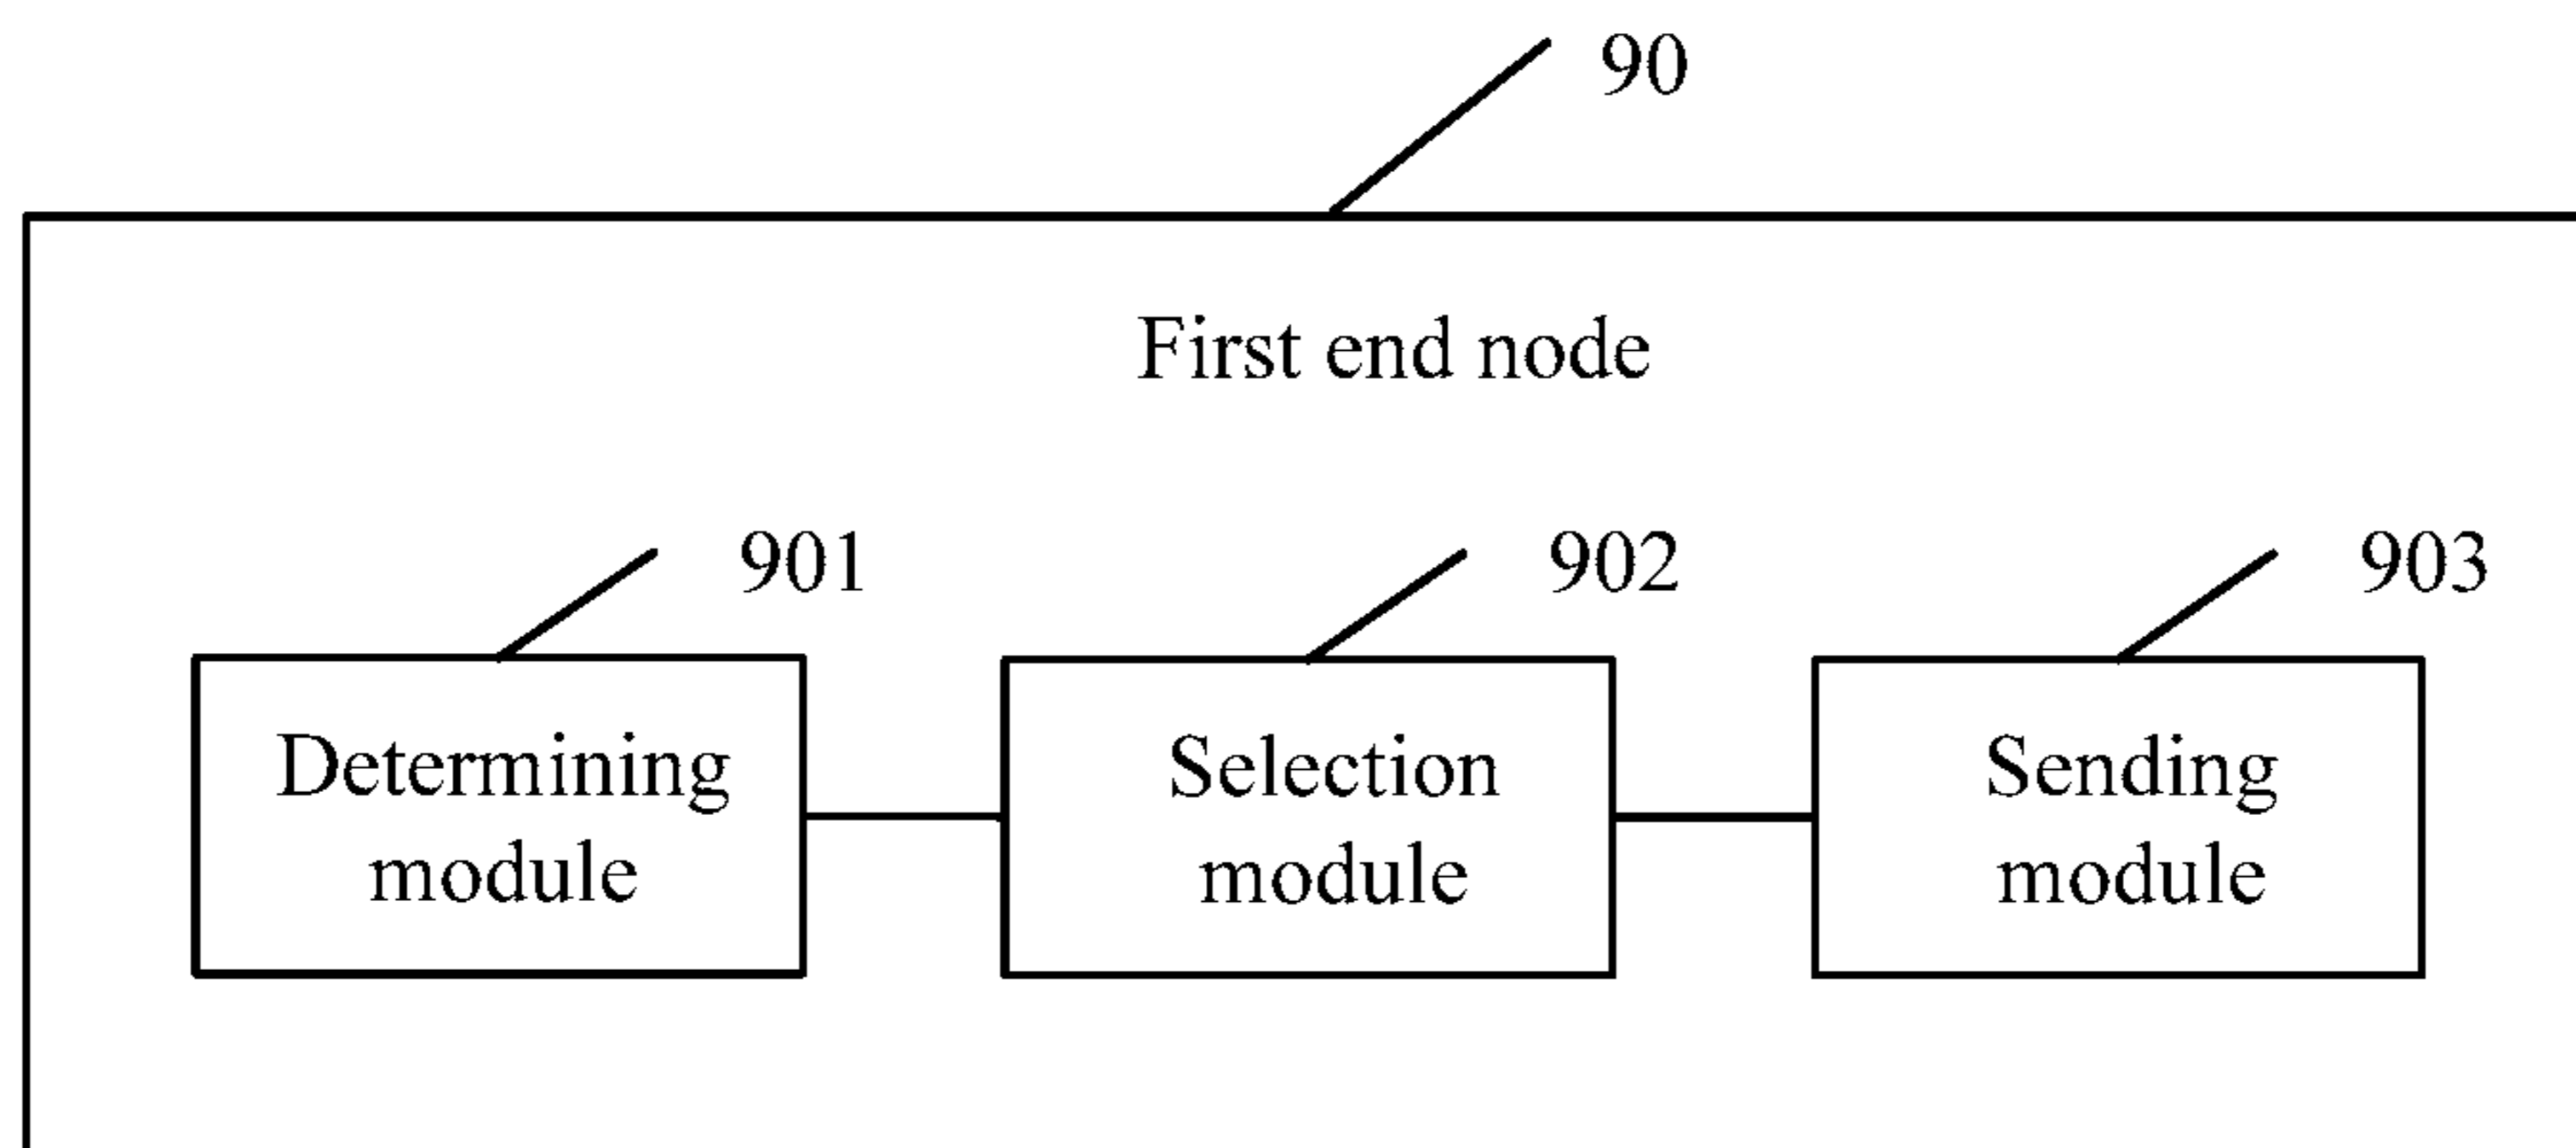 90
First end node
901
902
903
Determining
module
Selection
module
Sending
module